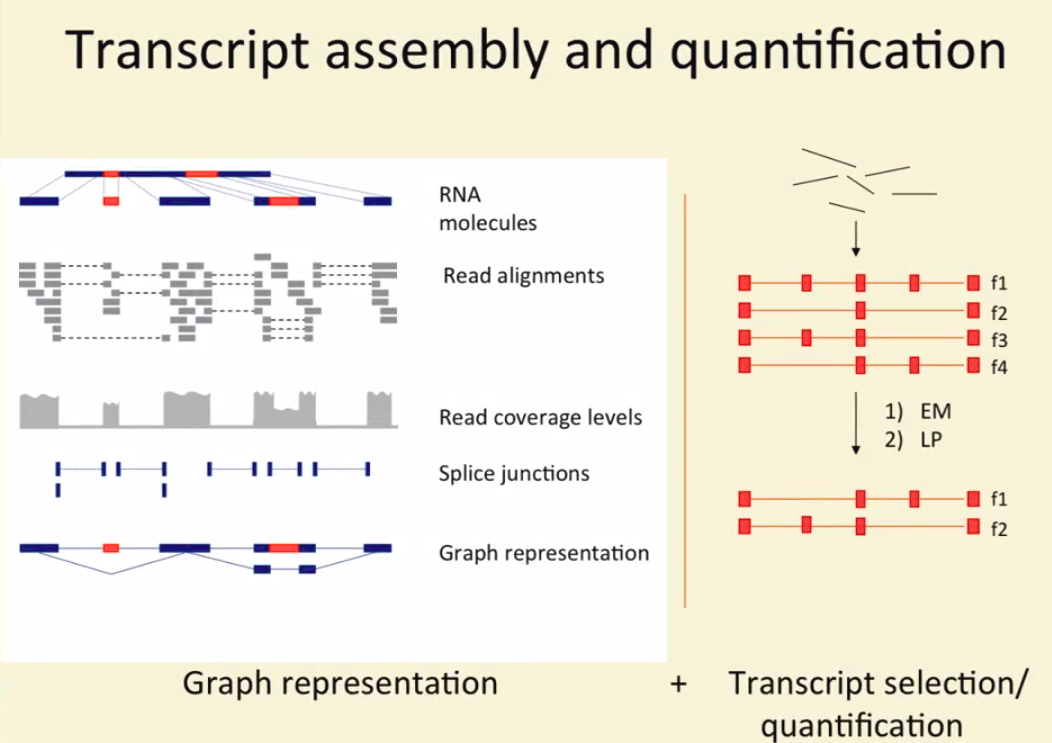 Transcript assembly and quantification
RNA
molecules
Read alignments
Read coverage levels
Splice junctions
Graph representation
f1
f2
f3
f4
1) EM
2) LP
f1
f2
Graph representation + Transcript selection/
quantification